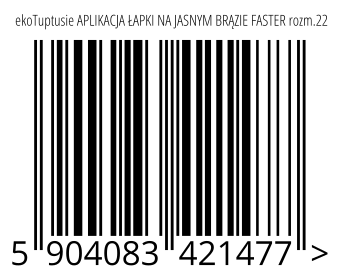 ekoTuptusie APLIKACJA ŁAPKI NA JASNYM BRĄZIE FASTER rozm.22
5 904083 421477 >